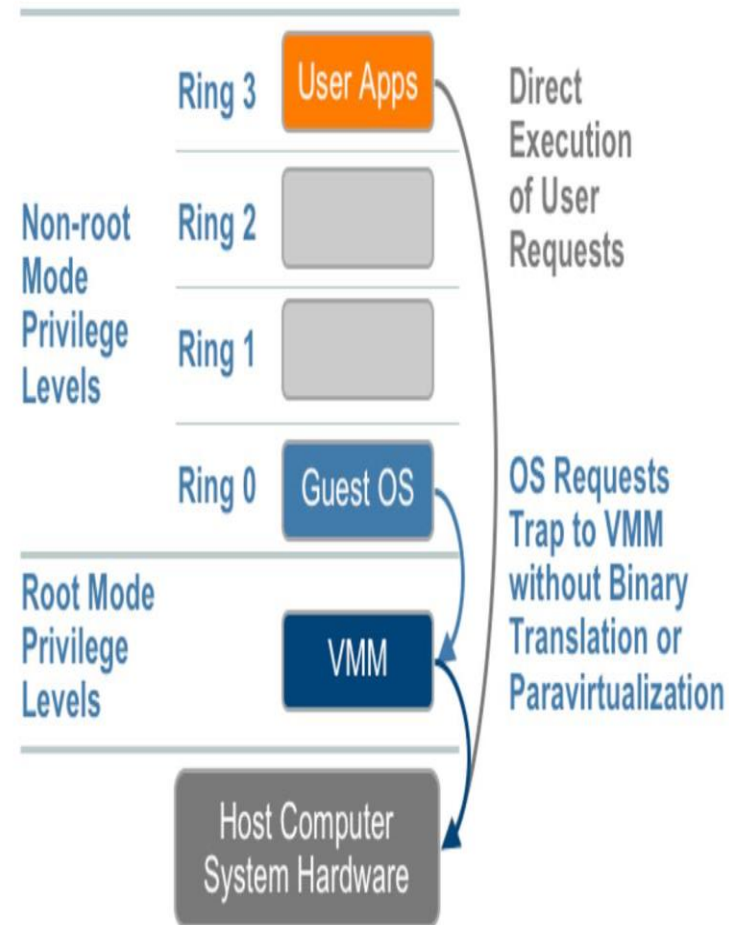 Ring 3
User Apps
Direct
Execution
of User
Requests
Non-root
Mode
Privilege
Levels
Ring 2
Ring 1
Ring 0
Guest OS
OS Requests
Trap to VMM
without Binary
Translation or
Paravirtualization
Root Mode
Privilege
Levels
VMM
Host Computer
System Hardware